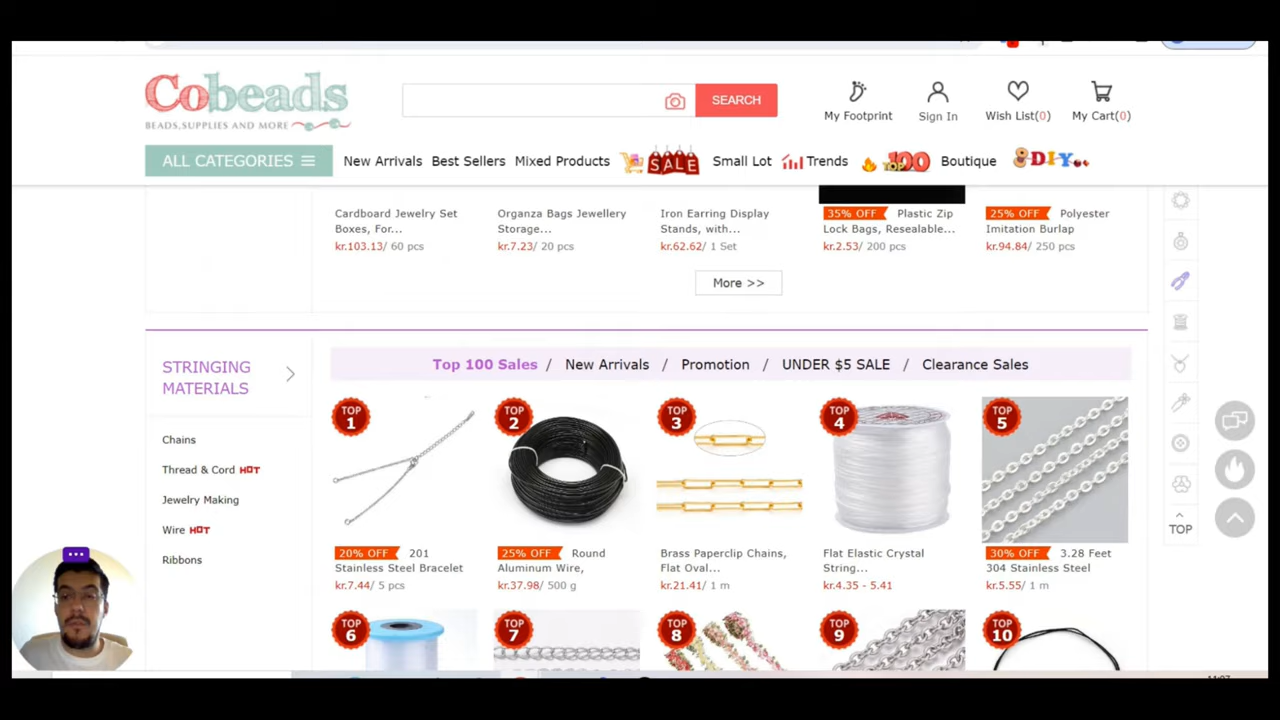 Cobeads
BEADS,SUPPLIES AND MORE
SEARCH
My Footprint
Sign In
Wish List(0)
My Cart(0)
ALL CATEGORIES
New Arrivals
Best Sellers
Mixed Products
SALE
Small Lot
Trends
TOP 100
Boutique
DIY
Cardboard Jewelry Set
Boxes, For...
kr.103.13/ 60 pcs
Organza Bags Jewellery
Storage...
kr.7.23/ 20 pcs
Iron Earring Display
Stands, with...
kr.62.62/ 1 Set
35% OFF Plastic Zip
Lock Bags, Resealable...
kr.2.53/ 200 pcs
25% OFF Polyester
Imitation Burlap
kr.94.84/ 250 pcs
More >>
STRINGING
MATERIALS
Chains
Thread & Cord HOT
Jewelry Making
Wire HOT
Ribbons
Top 100 Sales / New Arrivals / Promotion / UNDER $5 SALE / Clearance Sales
TOP
1
20% OFF 201
Stainless Steel Bracelet
kr.7.44/ 5 pcs
TOP
2
25% OFF Round
Aluminum Wire,
kr.37.98/ 500 g
TOP
3
Brass Paperclip Chains,
Flat Oval...
kr.21.41/ 1 m
TOP
4
Flat Elastic Crystal
String...
kr.4.35 - 5.41
TOP
5
30% OFF 3.28 Feet
304 Stainless Steel
kr.5.55/ 1 m
TOP
6
TOP
7
TOP
8
TOP
9
TOP
10
TOP